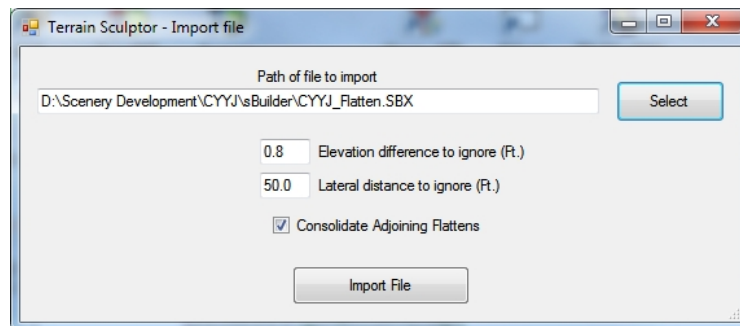 Terrain Sculptor - Import file
Path of file to import
D:\Scenery Development\CYYJ\sBuilder\CYYJ_Flatten.SBX Select
0.8 Elevation difference to ignore (Ft.)
50.0 Lateral distance to ignore (Ft.)
Consolidate Adjoining Flattens
Import File